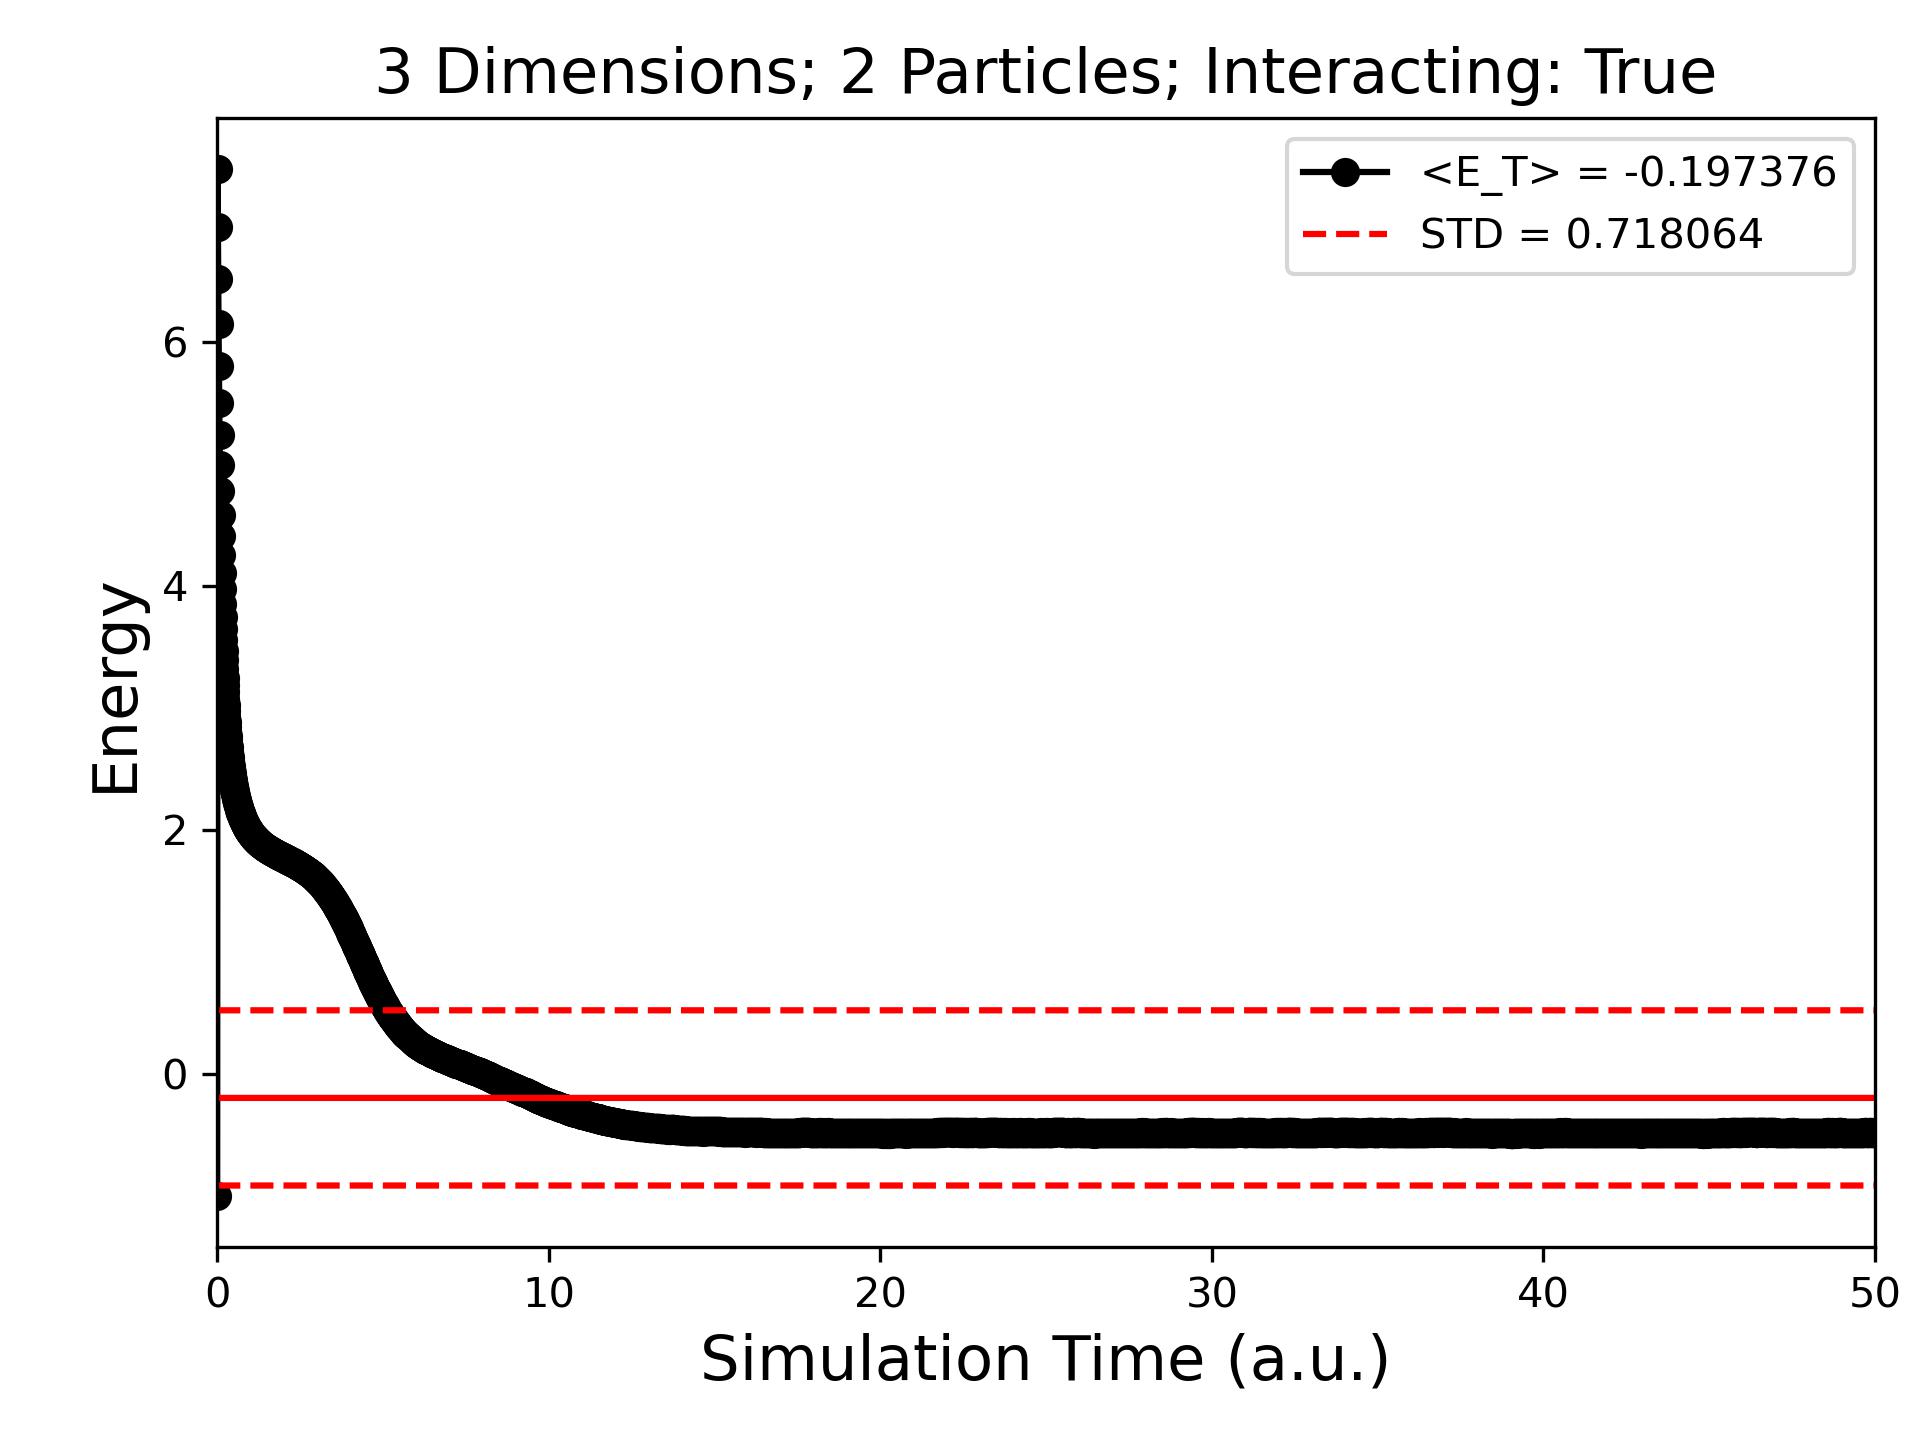 3 Dimensions; 2 Particles; Interacting: True
<E_T> = -0.197376
STD = 0.718064
Energy
6
4
2
0
0 10 20 30 40 50
Simulation Time (a.u.)